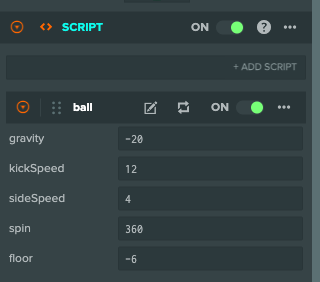 SCRIPT ON ? •••
+ ADD SCRIPT
ball ON •••
gravity -20
kickSpeed 12
sideSpeed 4
spin 360
floor -6